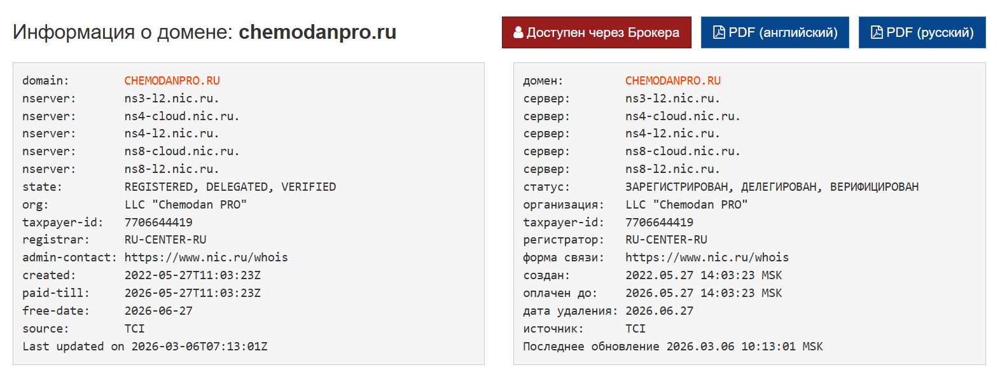 Информация о домене: chemodanpro.ru
Доступен через Брокера
PDF (английский)
PDF (русский)
domain: CHEMODANPRO.RU
nserver: ns3-l2.nic.ru.
nserver: ns4-cloud.nic.ru.
nserver: ns4-l2.nic.ru.
nserver: ns8-cloud.nic.ru.
nserver: ns8-l2.nic.ru.
state: REGISTERED, DELEGATED, VERIFIED
org: LLC "Chemodan PRO"
taxpayer-id: 7706644419
registrar: RU-CENTER-RU
admin-contact: https://www.nic.ru/whois
created: 2022-05-27T11:03:23Z
paid-till: 2026-05-27T11:03:23Z
free-date: 2026-06-27
source: TCI
Last updated on 2026-03-06T07:13:01Z
домен: CHEMODANPRO.RU
сервер: ns3-l2.nic.ru.
сервер: ns4-cloud.nic.ru.
сервер: ns4-l2.nic.ru.
сервер: ns8-cloud.nic.ru.
сервер: ns8-l2.nic.ru.
статус: ЗАРЕГИСТРИРОВАН, ДЕЛЕГИРОВАН, ВЕРИФИЦИРОВАН
организация: LLC "Chemodan PRO"
taxpayer-id: 7706644419
регистратор: RU-CENTER-RU
форма связи: https://www.nic.ru/whois
создан: 2022.05.27 14:03:23 MSK
оплачен до: 2026.05.27 14:03:23 MSK
дата удаления: 2026.06.27
источник: TCI
Последнее обновление 2026.03.06 10:13:01 MSK